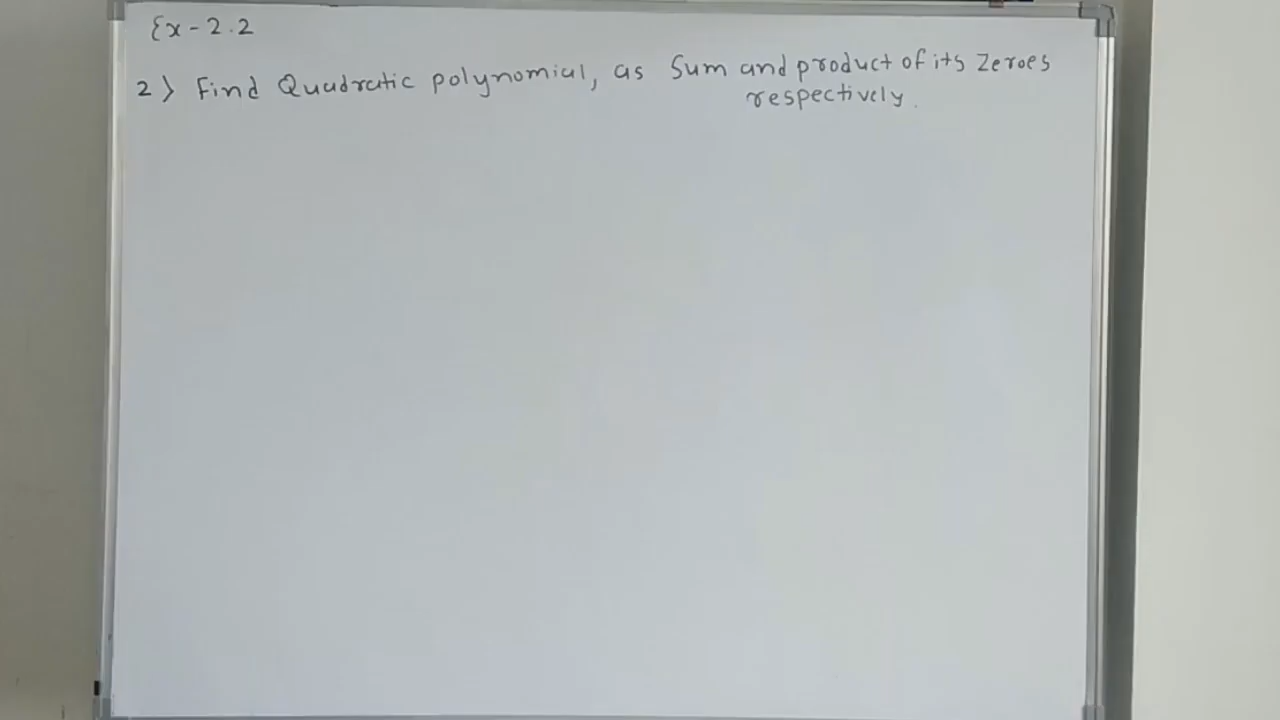 Ex - 2.2
2) Find Quadratic polynomial, as Sum and product of its Zeroes
respectively.